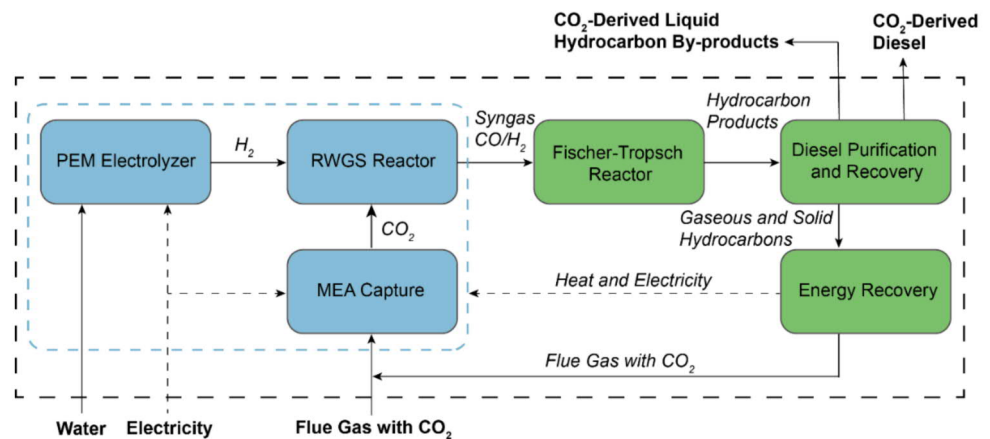 CO₂-Derived Liquid
Hydrocarbon By-products
CO₂-Derived
Diesel
PEM Electrolyzer
H₂
RWGS Reactor
Syngas
CO/H₂
Fischer-Tropsch
Reactor
Hydrocarbon
Products
Diesel Purification
and Recovery
CO₂
Gaseous and Solid
Hydrocarbons
MEA Capture
Heat and Electricity
Energy Recovery
Flue Gas with CO₂
Water
Electricity
Flue Gas with CO₂